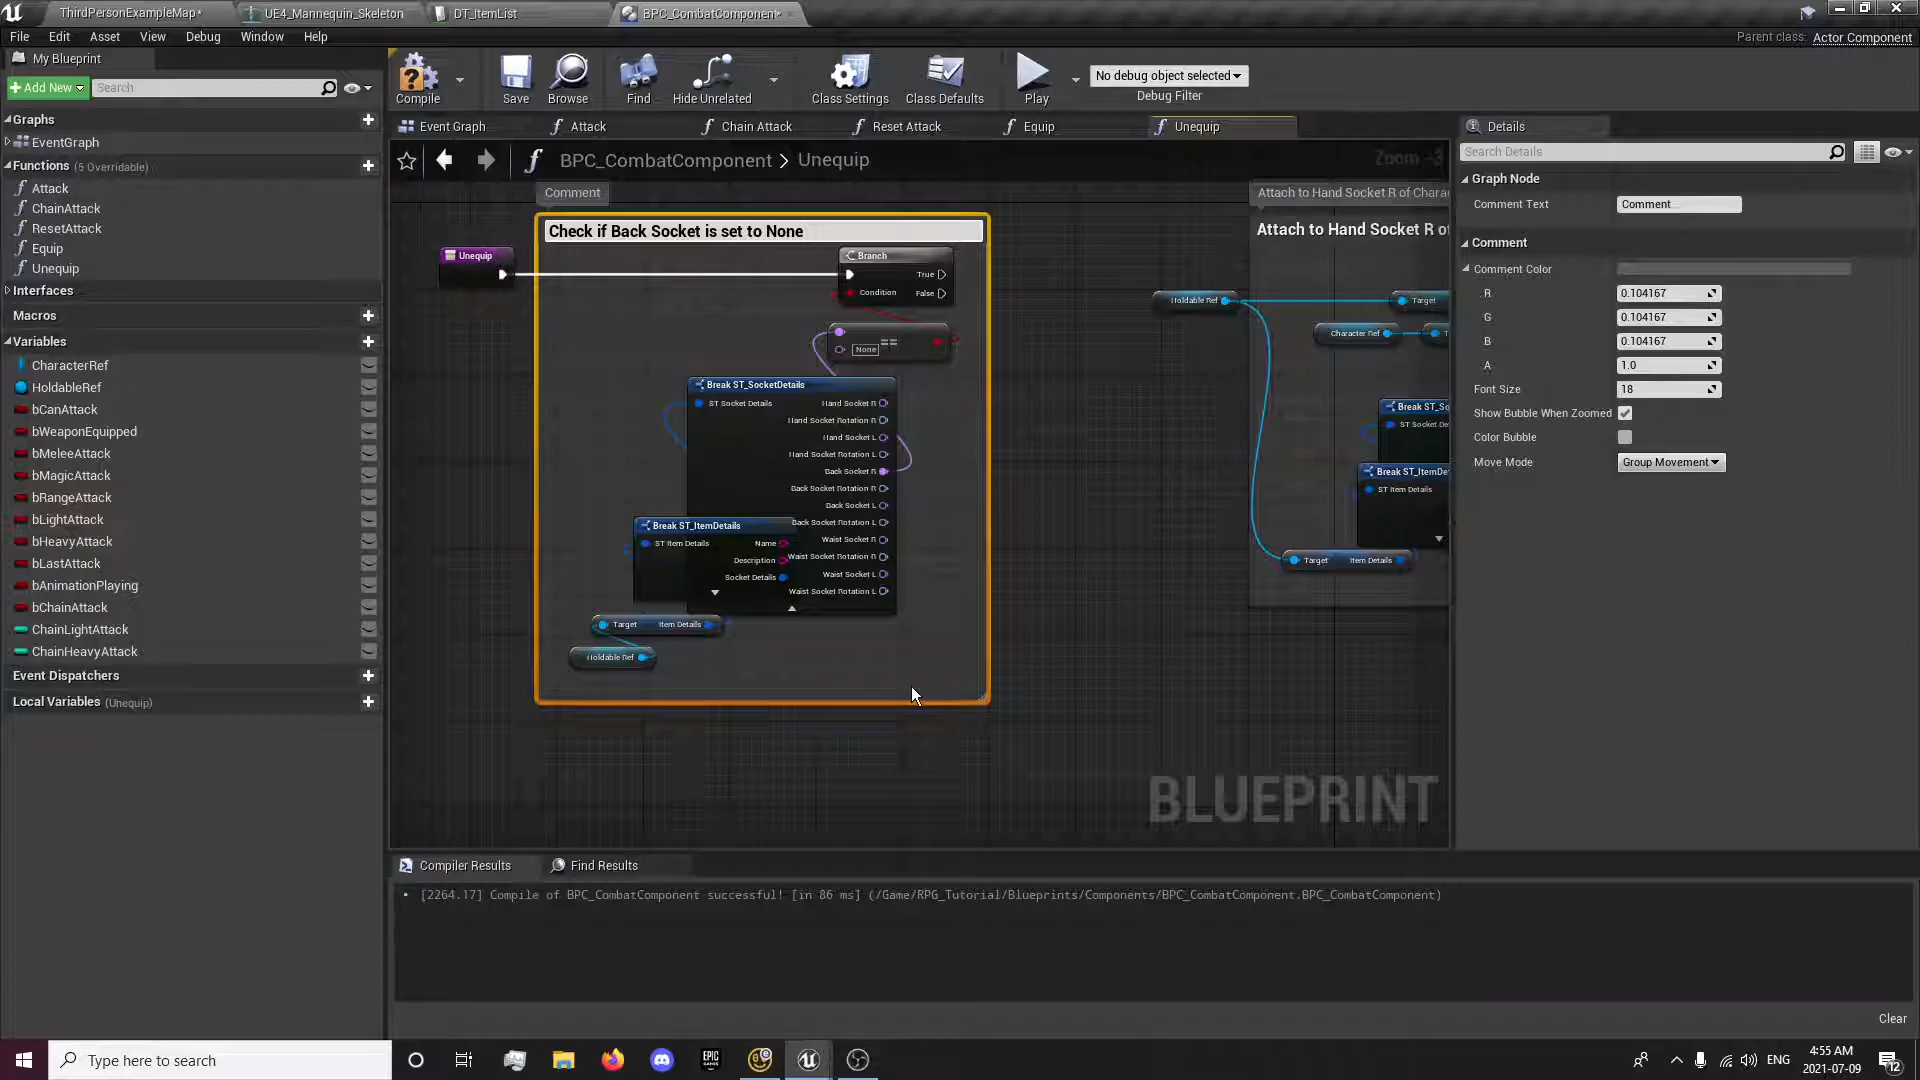 ThirdPersonExampleMap*
UE4_Mannequin_Skeleton
DT_ItemList
BPC_CombatComponent*
File Edit Asset View Debug Window Help
Parent class: Actor Component
My Blueprint
Add New
Search
Compile
Save
Browse
Find
Hide Unrelated
Class Settings
Class Defaults
Play
No debug object selected
Debug Filter
Graphs
EventGraph
Functions (5 Overridable)
Attack
ChainAttack
ResetAttack
Equip
Unequip
Interfaces
Macros
Variables
CharacterRef
HoldableRef
bCanAttack
bWeaponEquipped
bMeleeAttack
bMagicAttack
bRangeAttack
bLightAttack
bHeavyAttack
bLastAttack
bAnimationPlaying
bChainAttack
ChainLightAttack
ChainHeavyAttack
Event Dispatchers
Local Variables (Unequip)
Event Graph
Attack
Chain Attack
Reset Attack
Equip
Unequip
BPC_CombatComponent > Unequip
Zoom -3
Comment
Check if Back Socket is set to None
Unequip
Branch
True
Condition
False
None
==
Break ST_SocketDetails
ST Socket Details
Hand Socket R
Hand Socket Rotation R
Hand Socket L
Hand Socket Rotation L
Back Socket R
Back Socket Rotation R
Back Socket L
Back Socket Rotation L
Waist Socket R
Waist Socket Rotation R
Waist Socket L
Waist Socket Rotation L
Break ST_ItemDetails
ST Item Details
Name
Description
Socket Details
Target
Item Details
Holdable Ref
Attach to Hand Socket R of Charac
Attach to Hand Socket R of
Holdable Ref
Target
Character Ref
T
Break ST_So
ST Socket De
Break ST_ItemDe
ST Item Details
Target
Item Details
BLUEPRINT
Details
Search Details
Graph Node
Comment Text
Comment
Comment
Comment Color
R
0.104167
G
0.104167
B
0.104167
A
1.0
Font Size
18
Show Bubble When Zoomed
Color Bubble
Move Mode
Group Movement
Compiler Results
Find Results
[2264.17] Compile of BPC_CombatComponent successful! [in 86 ms] (/Game/RPG_Tutorial/Blueprints/Components/BPC_CombatComponent.BPC_CombatComponent)
Clear
Type here to search
EPIC
GAMES
ENG
4:55 AM
2021-07-09
12